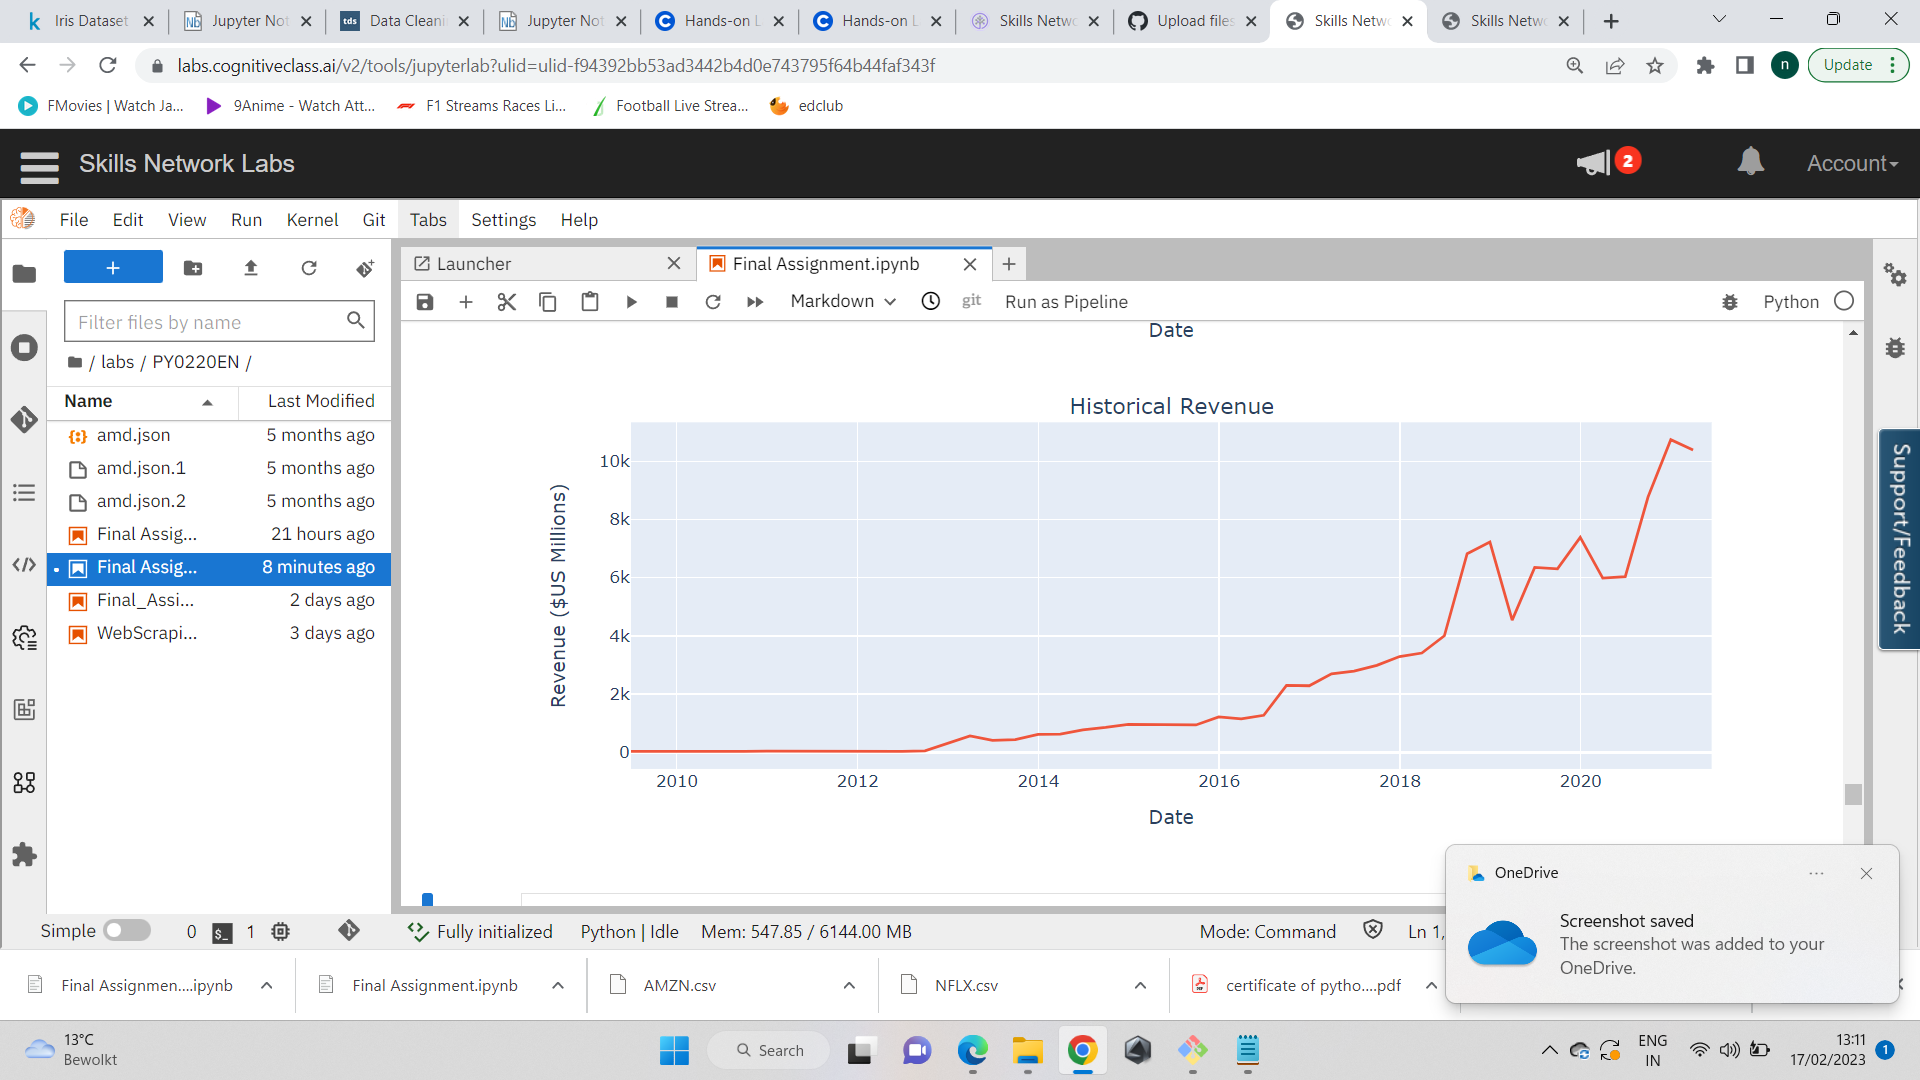 Iris Dataset
Jupyter Not
Data Cleani
Jupyter Not
Hands-on L
Hands-on L
Skills Netwo
Upload files
Skills Netwo
Skills Netwo
labs.cognitiveclass.ai/v2/tools/jupyterlab?ulid=ulid-f94392bb53ad3442b4d0e743795f64b44faf343f
n
Update
FMovies | Watch Ja...
9Anime - Watch Att...
F1 Streams Races Li...
Football Live Strea...
edclub
Skills Network Labs
2
Account
File Edit View Run Kernel Git Tabs Settings Help
Launcher
Final Assignment.ipynb
Markdown
git
Run as Pipeline
Python
Filter files by name
/ labs / PY0220EN /
Name Last Modified
amd.json 5 months ago
amd.json.1 5 months ago
amd.json.2 5 months ago
Final Assig... 21 hours ago
Final Assig... 8 minutes ago
Final_Assi... 2 days ago
WebScrapi... 3 days ago
Date
Historical Revenue
Revenue ($US Millions)
10k
8k
6k
4k
2k
0
2010 2012 2014 2016 2018 2020
Date
Support/Feedback
OneDrive
Screenshot saved
The screenshot was added to your
OneDrive.
Simple
0
$_
1
Fully initialized
Python | Idle
Mem: 547.85 / 6144.00 MB
Mode: Command
Ln 1,
Final Assignmen....ipynb
Final Assignment.ipynb
AMZN.csv
NFLX.csv
certificate of pytho....pdf
13°C
Bewolkt
Search
ENG
IN
13:11
17/02/2023
1